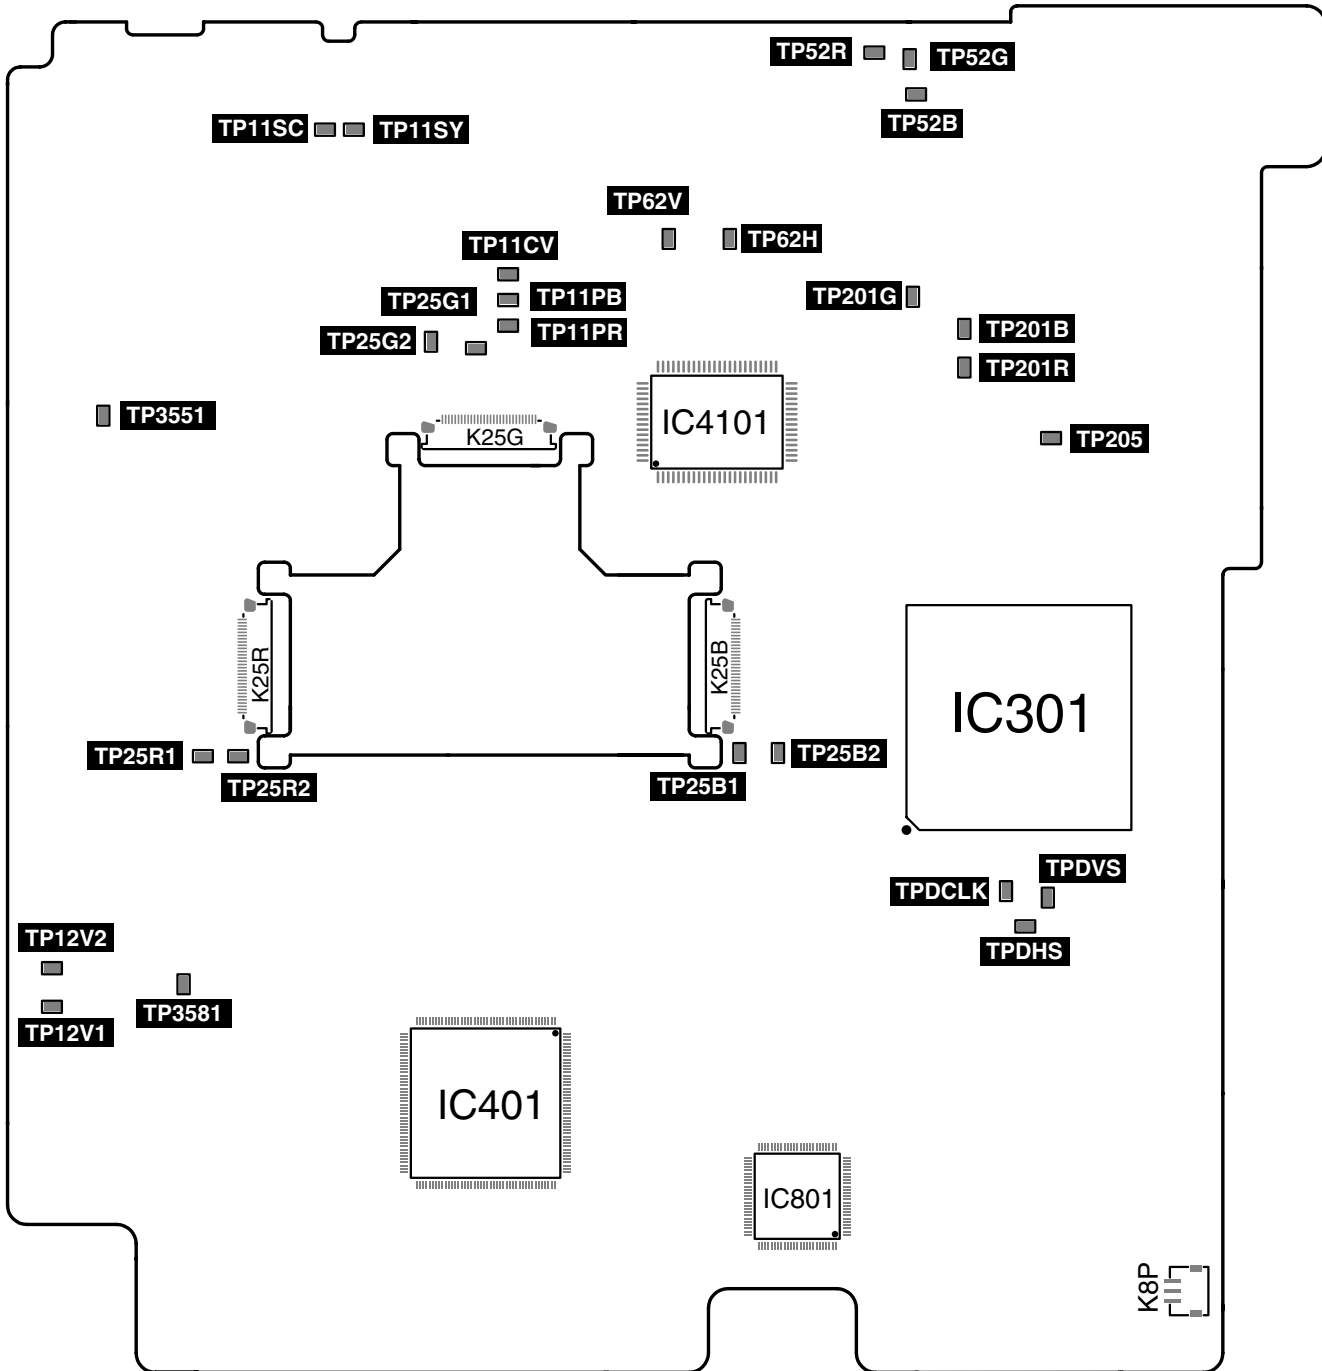 TP52R
TP52G
TP52B
TP11SC
TP11SY
TP62V
TP62H
TP11CV
TP25G1
TP11PB
TP201G
TP25G2
TP11PR
TP201B
TP201R
TP3551
IC4101
K25G
TP205
K25R
K25B
IC301
TP25R1
TP25R2
TP25B1
TP25B2
TPDVS
TPDCLK
TPDHS
TP12V2
TP3581
TP12V1
IC401
IC801
K8P